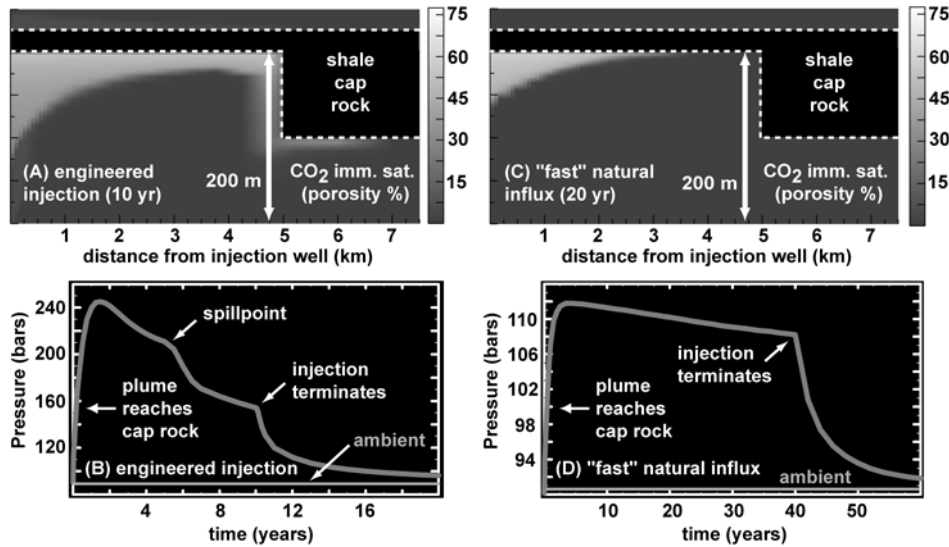 75
60
45
30
15
shale
cap
rock
(A) engineered
injection (10 yr)
200 m
CO2 imm. sat.
(porosity %)
1 2 3 4 5 6 7
distance from injection well (km)
75
60
45
30
15
shale
cap
rock
(C) "fast" natural
influx (20 yr)
200 m
CO2 imm. sat.
(porosity %)
1 2 3 4 5 6 7
distance from injection well (km)
Pressure (bars)
240
200
160
120
spillpoint
injection
terminates
plume
reaches
cap rock
ambient
(B) engineered injection
4 8 12 16
time (years)
Pressure (bars)
110
106
102
98
94
injection
terminates
plume
reaches
cap rock
ambient
(D) "fast" natural influx
10 20 30 40 50
time (years)